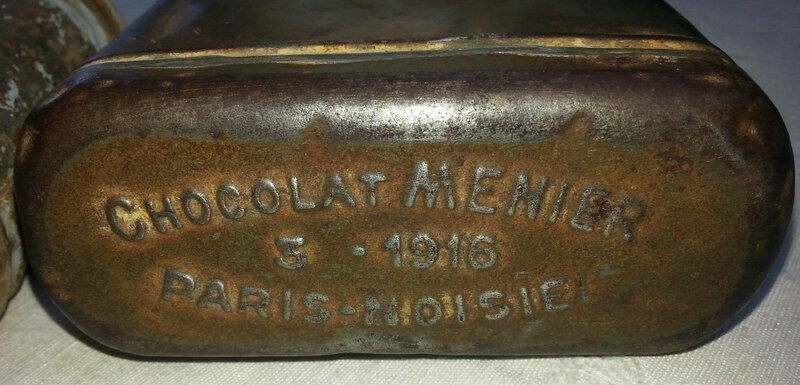 CHOCOLAT MENIER
3 - 1916
PARIS-NOISIEL